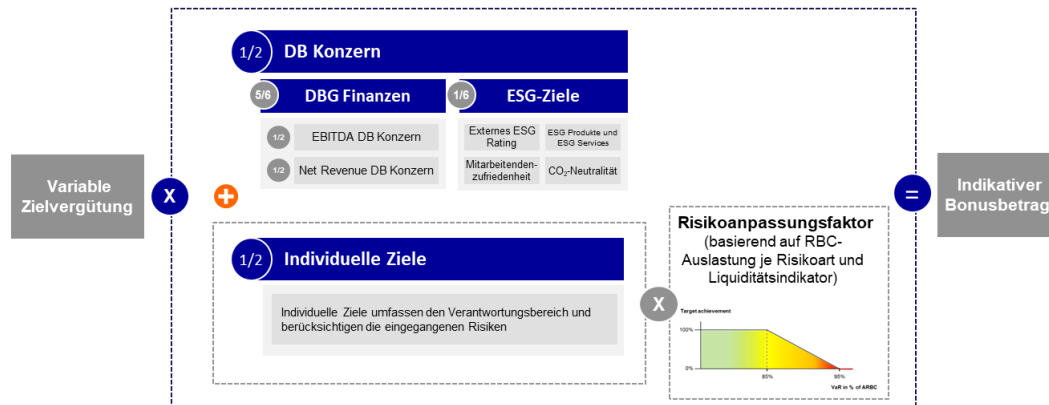 1/2 DB Konzern
5/6 DBG Finanzen
1/6 ESG-Ziele
1/2 EBITDA DB Konzern
1/2 Net Revenue DB Konzern
Externes ESG
Rating
ESG Produkte und
ESG Services
Mitarbeitenden-
zufriedenheit
CO₂-Neutralität
Variable
Zielvergütung
X
=
Indikativer
Bonusbetrag
1/2 Individuelle Ziele
Individuelle Ziele umfassen den Verantwortungsbereich und
berücksichtigen die eingegangenen Risiken
X
Risikoanpassungsfaktor
(basierend auf RBC-
Auslastung je Risikoart und
Liquiditätsindikator)
Target achievement
100%
0%
85%
95%
VaR in % of ARBC